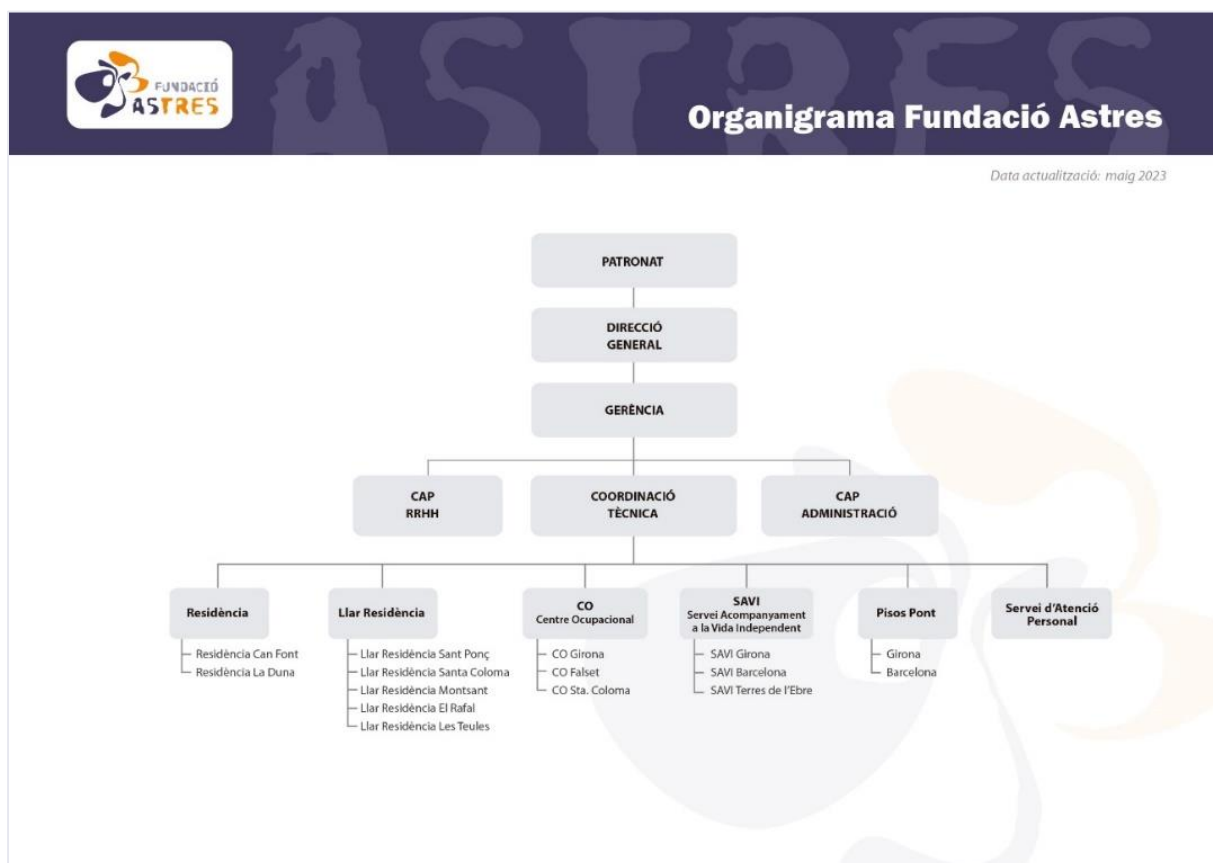 ASTRES
FUNDACIÓ
ASTRES
Organigrama Fundació Astres
Data actualització: maig 2023
PATRONAT
DIRECCIÓ
GENERAL
GERÈNCIA
CAP
RRHH
COORDINACIÓ
TÈCNICA
CAP
ADMINISTRACIÓ
Residència
Residència Can Font
Residència La Duna
Llar Residència
Llar Residència Sant Ponç
Llar Residència Santa Coloma
Llar Residència Montsant
Llar Residència El Rafal
Llar Residència Les Teules
CO
Centre Ocupacional
CO Girona
CO Falset
CO Sta. Coloma
SAVI
Servei Acompanyament
a la Vida Independent
SAVI Girona
SAVI Barcelona
SAVI Terres de l'Ebre
Pisos Pont
Girona
Barcelona
Servei d'Atenció
Personal